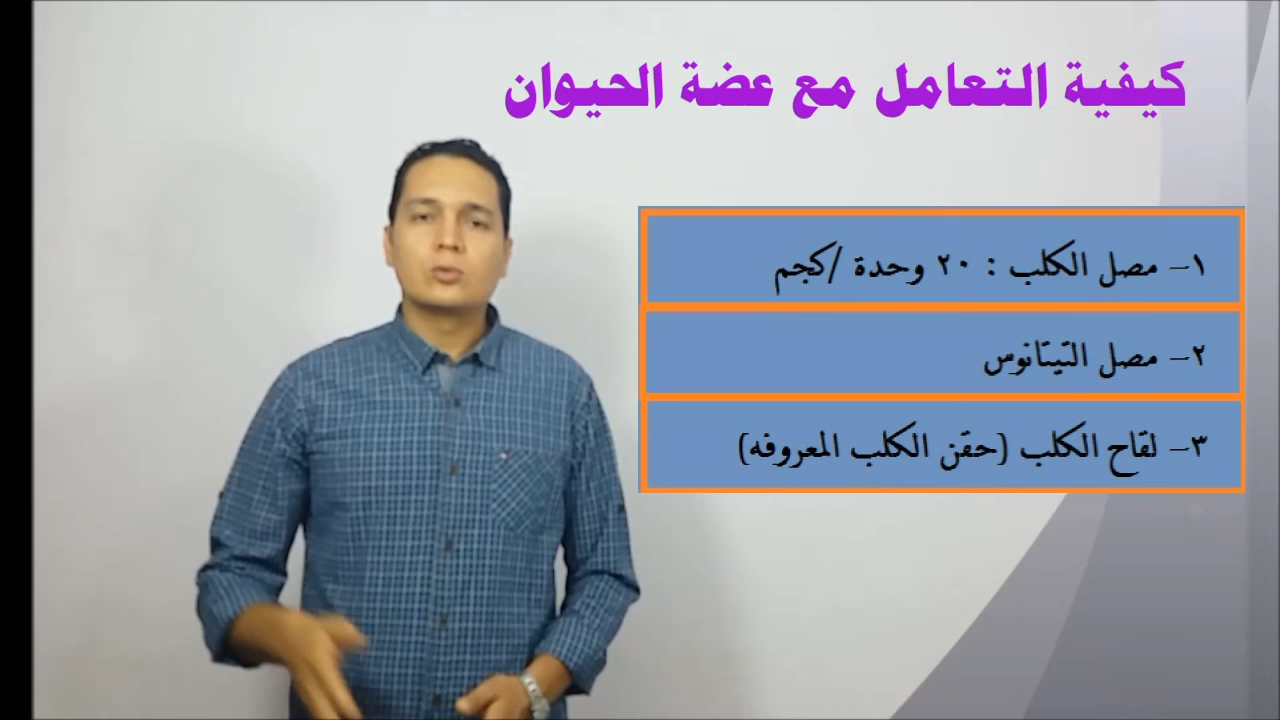 كيفية التعامل مع عضة الحيوان
١- مصل الكلب : ٢٠ وحدة /كجم
٢- مصل التيتانوس
٣- لقاح الكلب (حقن الكلب المعروفه)